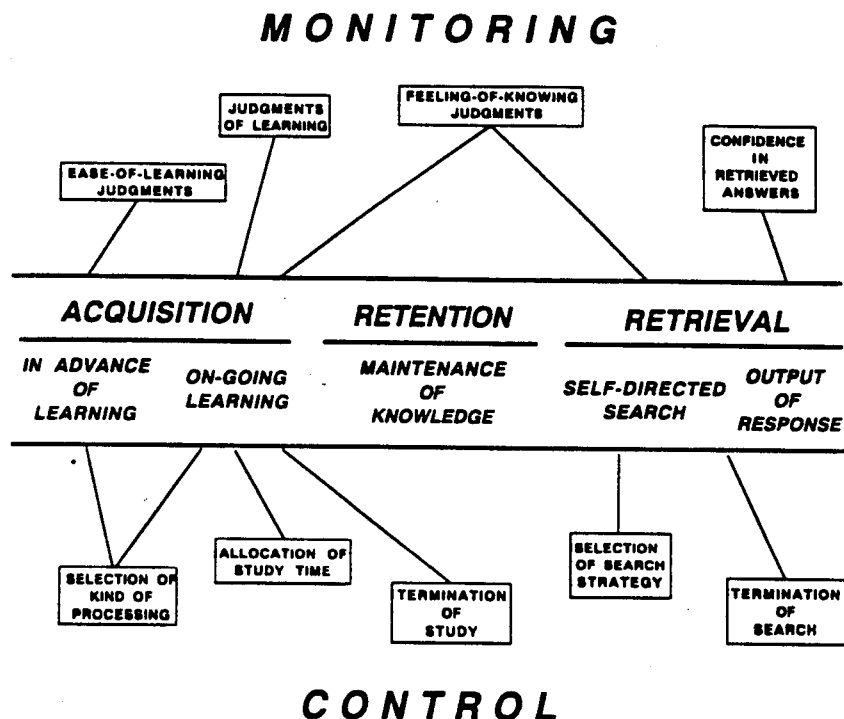 MONITORING
FEELING-OF-KNOWING
JUDGMENTS
JUDGMENTS
OF LEARNING
CONFIDENCE
IN
RETRIEVED
ANSWERS
EASE-OF-LEARNING
JUDGMENTS
ACQUISITION
RETENTION
RETRIEVAL
IN ADVANCE
OF
LEARNING
ON-GOING
LEARNING
MAINTENANCE
OF
KNOWLEDGE
SELF-DIRECTED
SEARCH
OUTPUT
OF
RESPONSE
SELECTION OF
KIND OF
PROCESSING
ALLOCATION OF
STUDY TIME
TERMINATION
OF
STUDY
SELECTION
OF SEARCH
STRATEGY
TERMINATION
OF
SEARCH
CONTROL